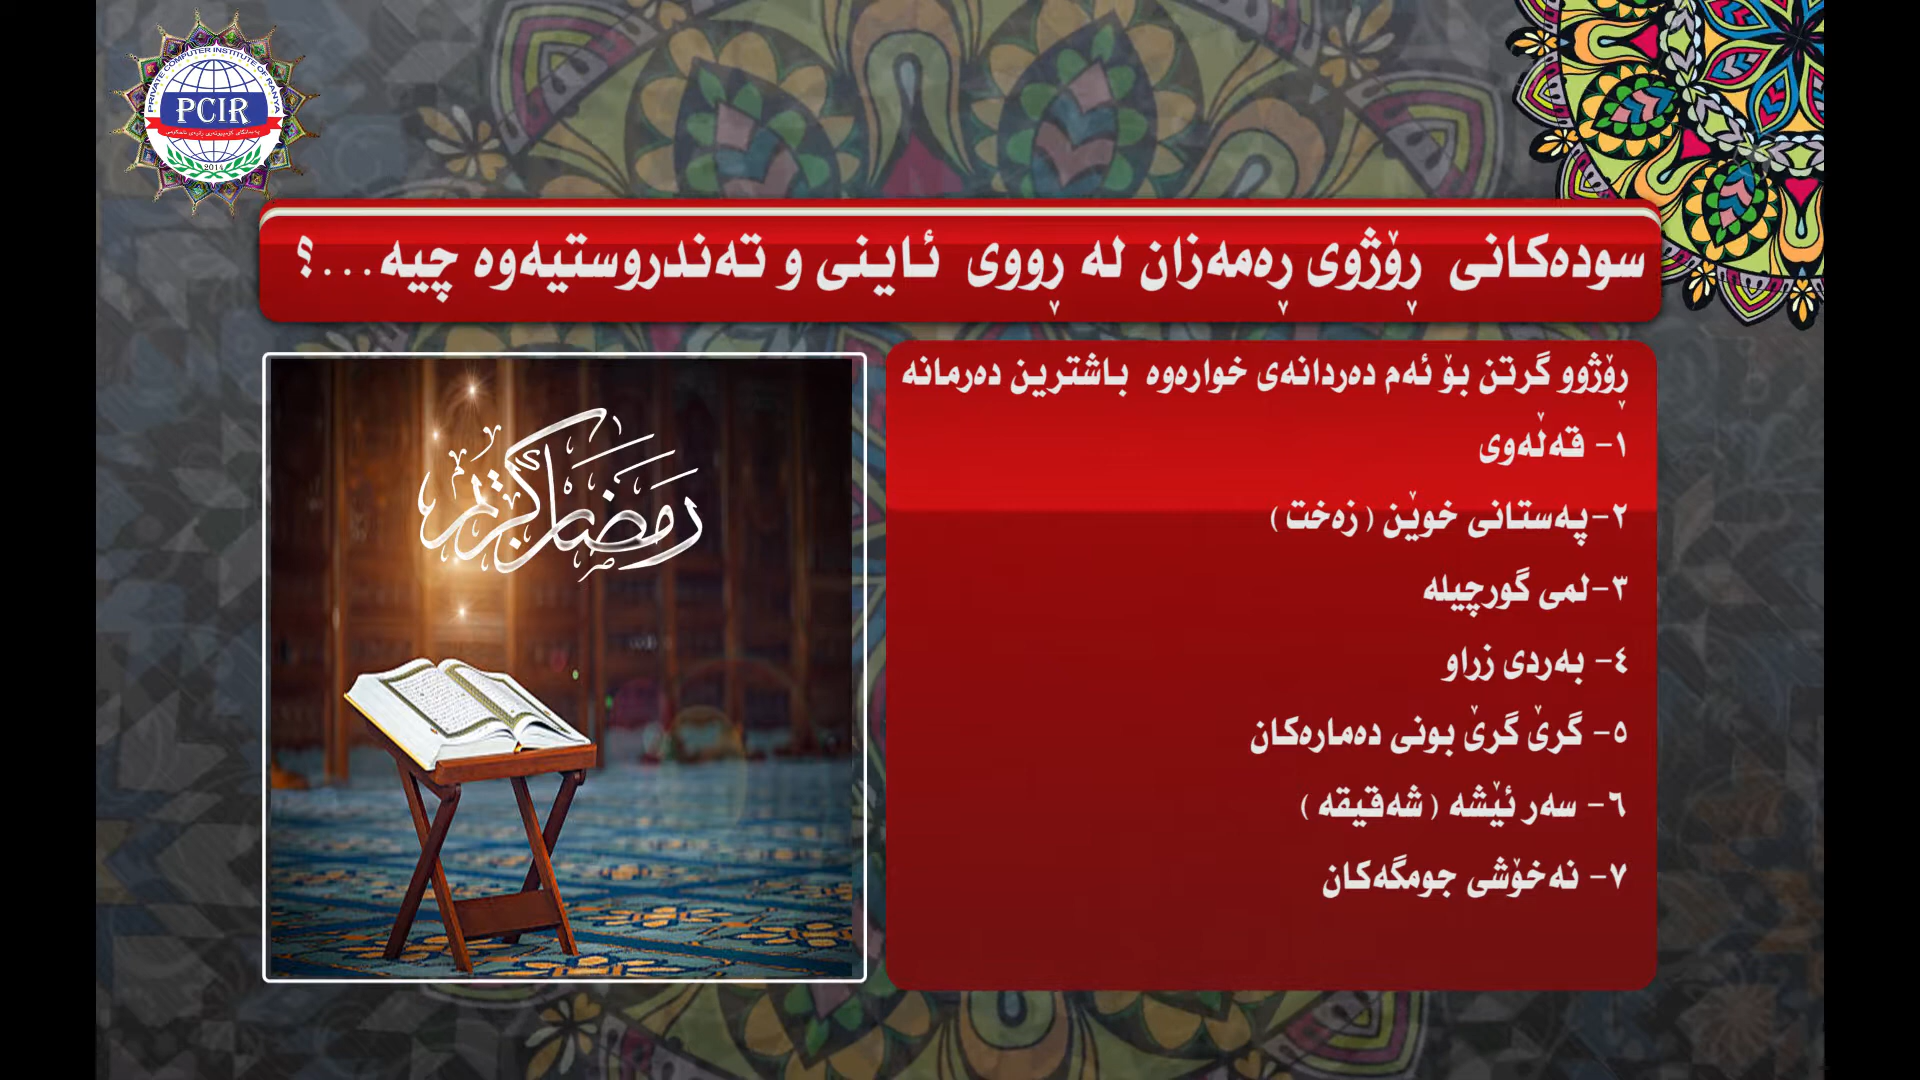 PRIVATE COMPUTER INSTITUTE OF RANYA
PCIR
2014
سودەکانی ڕۆژوی ڕەمەزان لە ڕووی ئاینی و تەندروستیەوە چیە...؟
رمضان كريم
ڕۆژوو گرتن بۆ ئەم دەردانەی خوارەوە باشترین دەرمانە
١- قەڵەوی
٢-پەستانی خوێن ( زەخت )
٣-لمی گورچیلە
٤- بەردی زراو
٥- گرێ گرێ بونی دەمارەکان
٦- سەر ئێشە ( شەقیقە )
٧- نەخۆشی جومگەکان